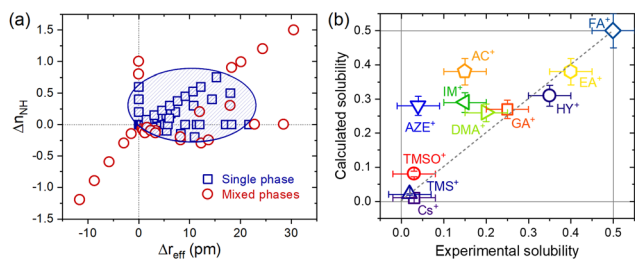 (a)
Δn_NH
1.5
1.0
0.5
0.0
-0.5
-1.0
-1.5
Single phase
Mixed phases
-10 0 10 20 30
Δr_eff (pm)
(b)
Calculated solubility
0.5
0.4
0.3
0.2
0.1
0.0
FA⁺
AC⁺
EA⁺
IM⁺
HY⁺
AZE⁺
DMA⁺
GA⁺
TMSO⁺
TMS⁺
Cs⁺
0.0 0.1 0.2 0.3 0.4 0.5
Experimental solubility